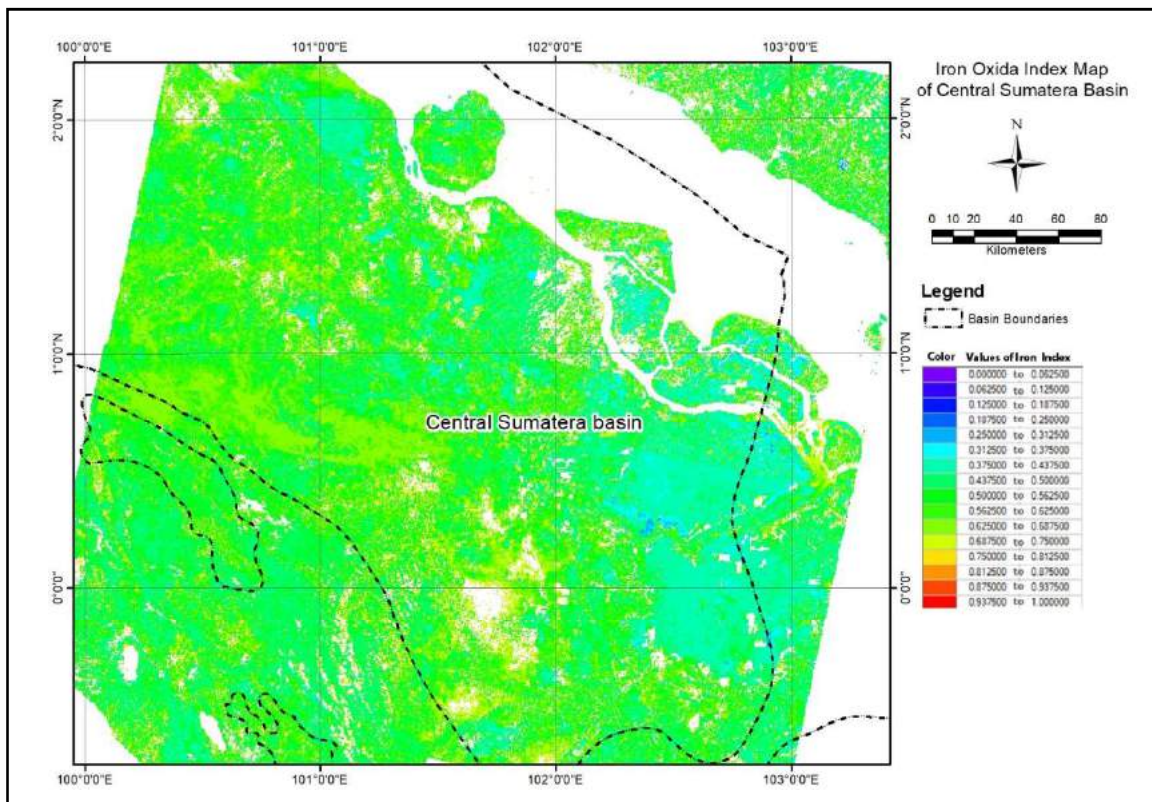 100°0'0"E 101°0'0"E 102°0'0"E 103°0'0"E
Iron Oxida Index Map
of Central Sumatera Basin
N
2°0'0"N 2°0'0"N
0 10 20 40 60 80
Kilometers
Legend
Basin Boundaries
1°0'0"N 1°0'0"N
Color Values of Iron Index
0.000000 to 0.062500
0.062500 to 0.125000
0.125000 to 0.187500
0.187500 to 0.250000
0.250000 to 0.312500
0.312500 to 0.375000
0.375000 to 0.437500
0.437500 to 0.500000
0.500000 to 0.562500
0.562500 to 0.625000
0.625000 to 0.687500
0.687500 to 0.750000
0.750000 to 0.812500
0.812500 to 0.875000
0.875000 to 0.937500
0.937500 to 1.000000
Central Sumatera basin
0°0'0" 0°0'0"
100°0'0"E 101°0'0"E 102°0'0"E 103°0'0"E